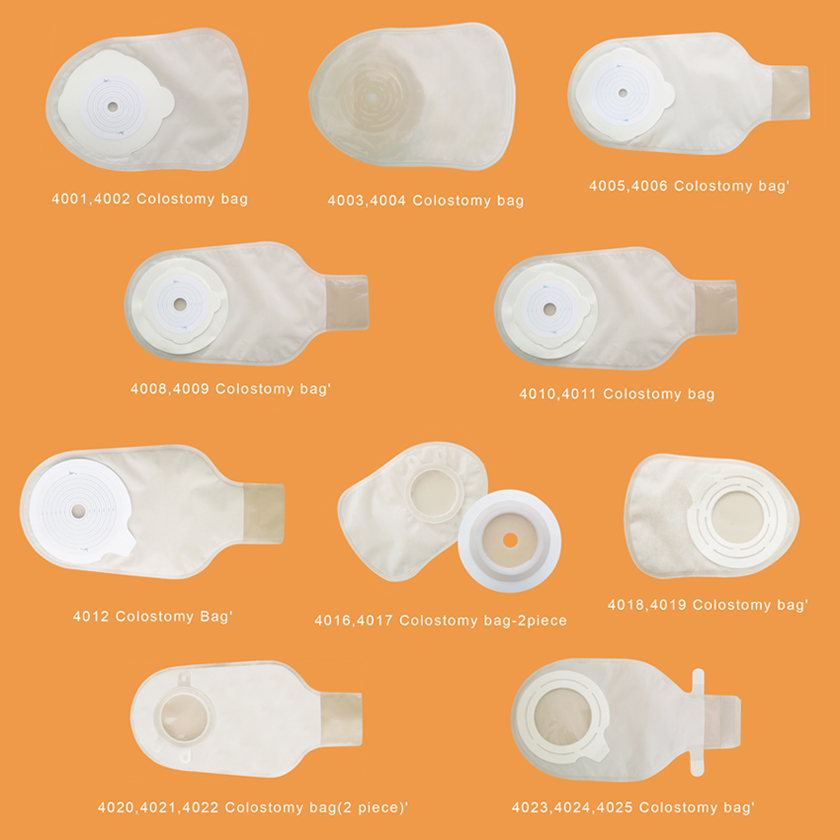 4001,4002 Colostomy bag
4003,4004 Colostomy bag
4005,4006 Colostomy bag'
4008,4009 Colostomy bag'
4010,4011 Colostomy bag
4012 Colostomy Bag'
4016,4017 Colostomy bag-2piece
4018,4019 Colostomy bag'
4020,4021,4022 Colostomy bag(2 piece)'
4023,4024,4025 Colostomy bag'